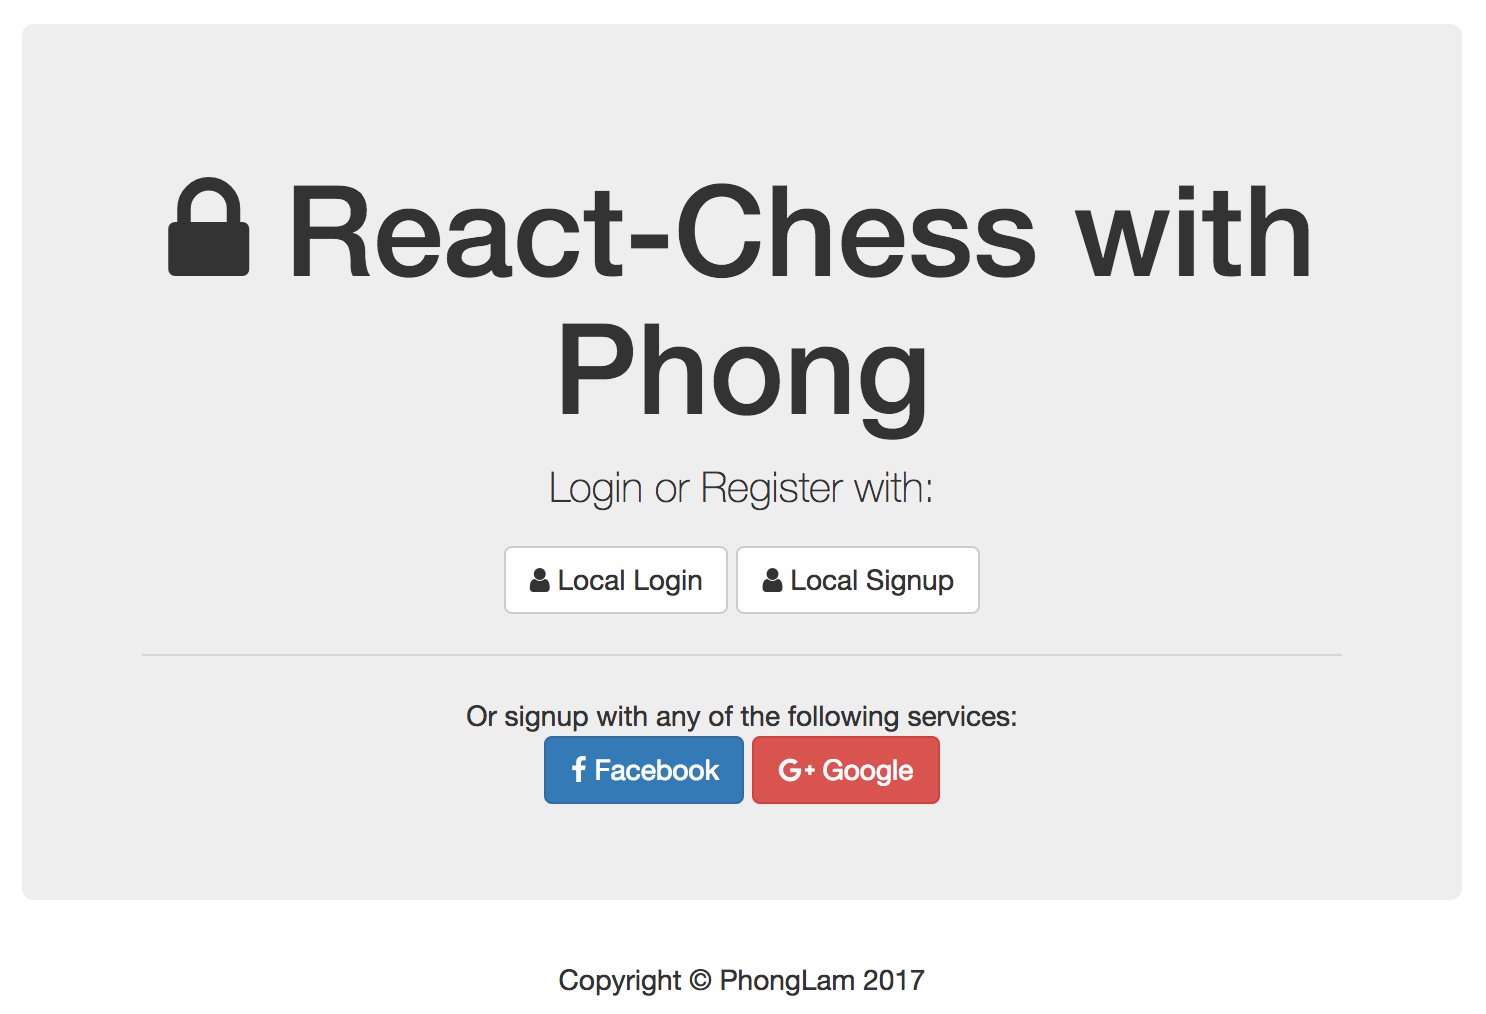 React-Chess with
Phong
Login or Register with:
Local Login Local Signup
Or signup with any of the following services:
Facebook G+ Google
Copyright © PhongLam 2017